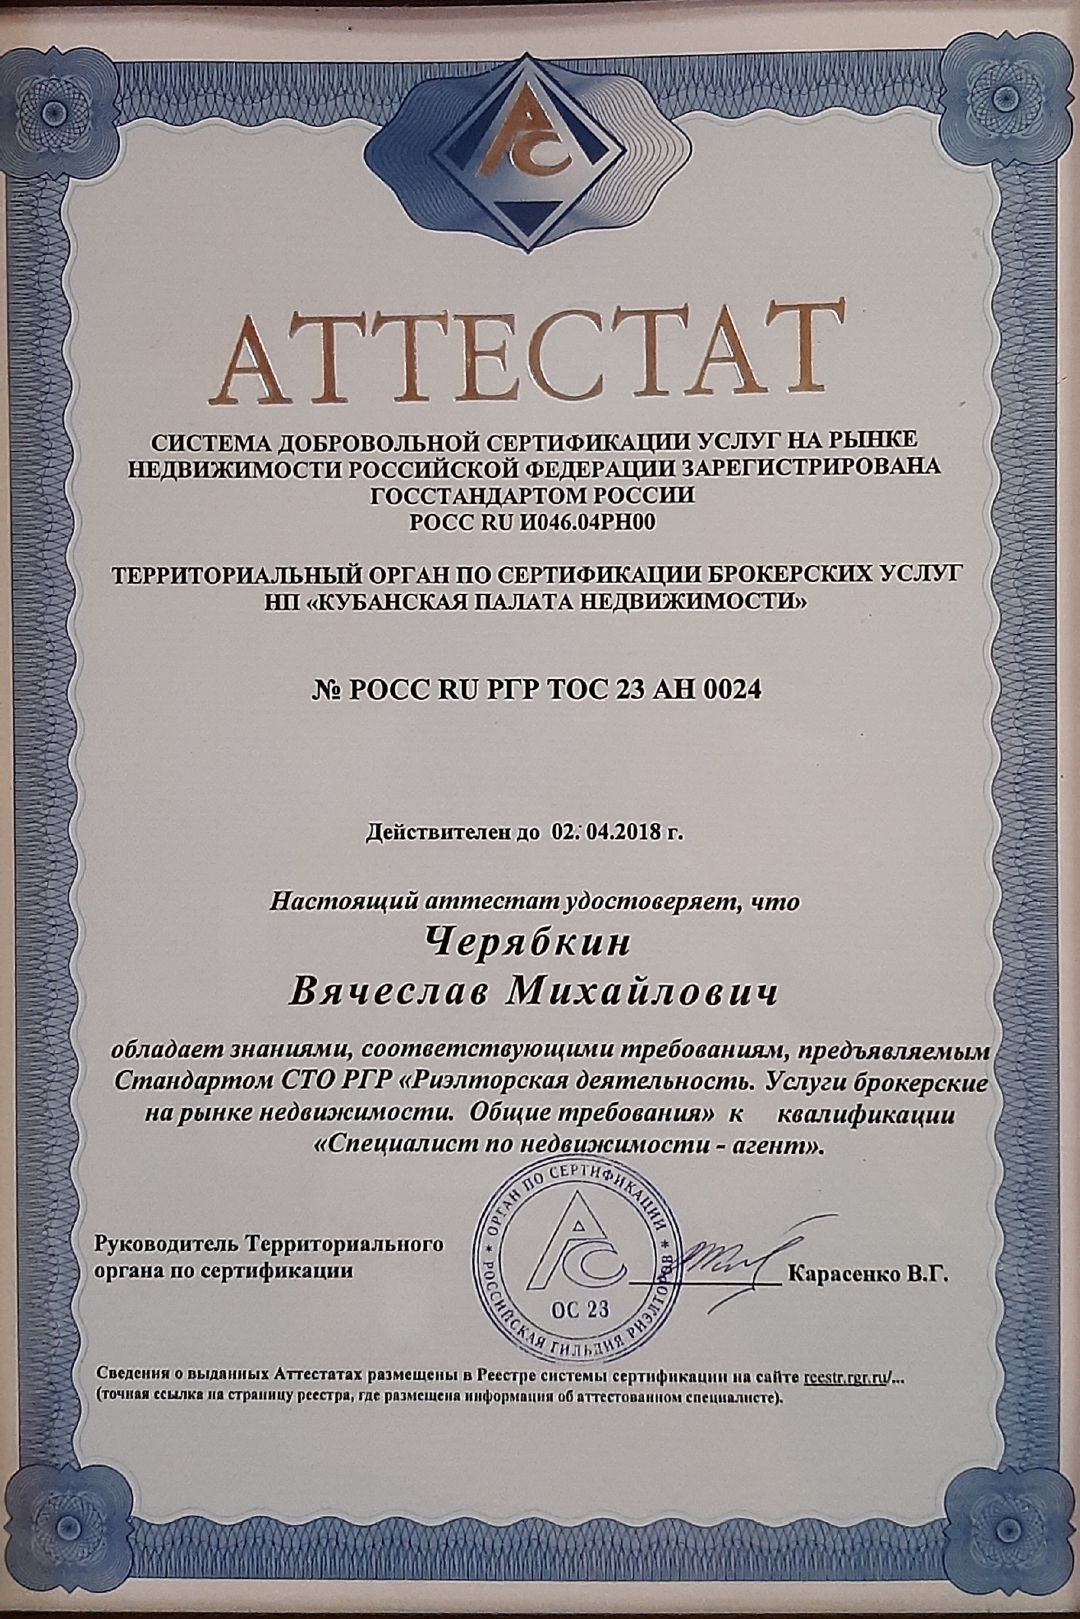 АС
АТТЕСТАТ
СИСТЕМА ДОБРОВОЛЬНОЙ СЕРТИФИКАЦИИ УСЛУГ НА РЫНКЕ
НЕДВИЖИМОСТИ РОССИЙСКОЙ ФЕДЕРАЦИИ ЗАРЕГИСТРИРОВАНА
ГОССТАНДАРТОМ РОССИИ
РОСС RU И046.04РН00
ТЕРРИТОРИАЛЬНЫЙ ОРГАН ПО СЕРТИФИКАЦИИ БРОКЕРСКИХ УСЛУГ
НП «КУБАНСКАЯ ПАЛАТА НЕДВИЖИМОСТИ»
№ РОСС RU РГР ТОС 23 АН 0024
Действителен до 02. 04.2018 г.
Настоящий аттестат удостоверяет, что
Черябкин
Вячеслав Михайлович
обладает знаниями, соответствующими требованиям, предъявляемым
Стандартом СТО РГР «Риэлторская деятельность. Услуги брокерские
на рынке недвижимости. Общие требования» к квалификации
«Специалист по недвижимости - агент».
Руководитель Территориального
органа по сертификации
* ОРГАН ПО СЕРТИФИКАЦИИ *
РОССИЙСКАЯ ГИЛЬДИЯ РИЭЛТОРОВ
АС
ОС 23
Карасенко В.Г.
Сведения о выданных Аттестатах размещены в Реестре системы сертификации на сайте reestr.rgr.ru/...
(точная ссылка на страницу реестра, где размещена информация об аттестованном специалисте).